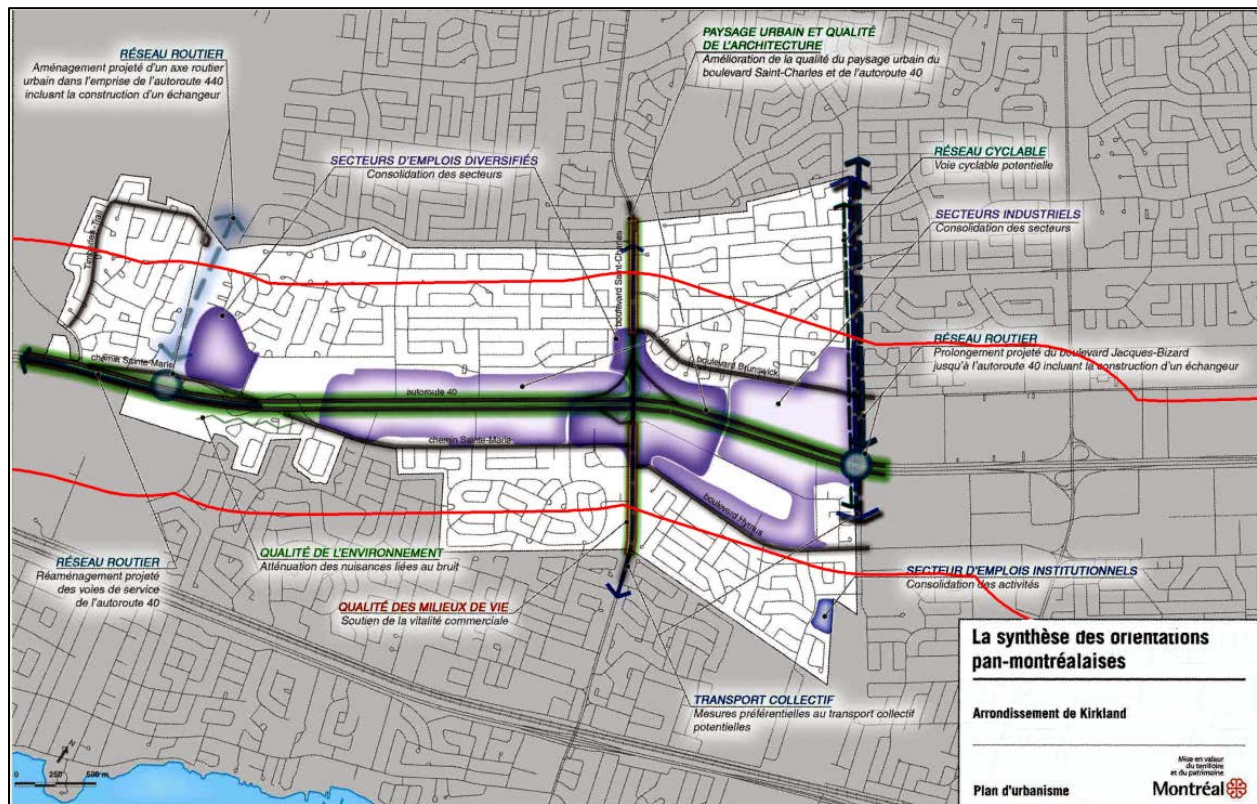 PAYSAGE URBAIN ET QUALITÉ
DE L'ARCHITECTURE
Amélioration de la qualité du paysage urbain du
boulevard Saint-Charles et de l'autoroute 40
RÉSEAU ROUTIER
Aménagement projeté d'un axe routier
urbain dans l'emprise de l'autoroute 440
incluant la construction d'un échangeur
SECTEURS D'EMPLOIS DIVERSIFIÉS
Consolidation des secteurs
RÉSEAU CYCLABLE
Voie cyclable potentielle
SECTEURS INDUSTRIELS
Consolidation des secteurs
boulevard Saint-Charles
RÉSEAU ROUTIER
Prolongement projeté du boulevard Jacques-Bizard
jusqu'à l'autoroute 40 incluant la construction d'un échangeur
chemin Sainte-Marie
boulevard Brunswick
autoroute 40
chemin Sainte-Marie
boulevard Hymus
RÉSEAU ROUTIER
Réaménagement projeté
des voies de service
de l'autoroute 40
QUALITÉ DE L'ENVIRONNEMENT
Atténuation des nuisances liées au bruit
QUALITÉ DES MILIEUX DE VIE
Soutien de la vitalité commerciale
SECTEUR D'EMPLOIS INSTITUTIONNELS
Consolidation des activités
TRANSPORT COLLECTIF
Mesures préférentielles au transport collectif
potentielles
N
0 250 500 m
La synthèse des orientations
pan-montréalaises
Arrondissement de Kirkland
Plan d'urbanisme
Mise en valeur
du territoire
et du patrimoine
Montréal